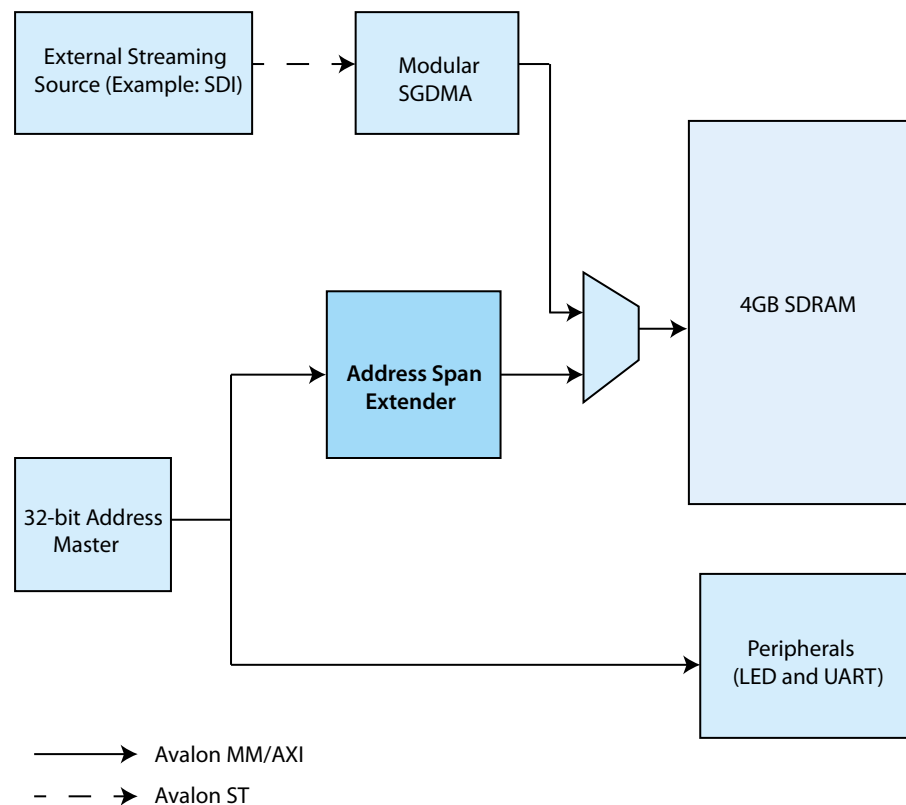 External Streaming
Source (Example: SDI)
Modular
SGDMA
4GB SDRAM
Address Span
Extender
32-bit Address
Master
Peripherals
(LED and UART)
Avalon MM/AXI
Avalon ST